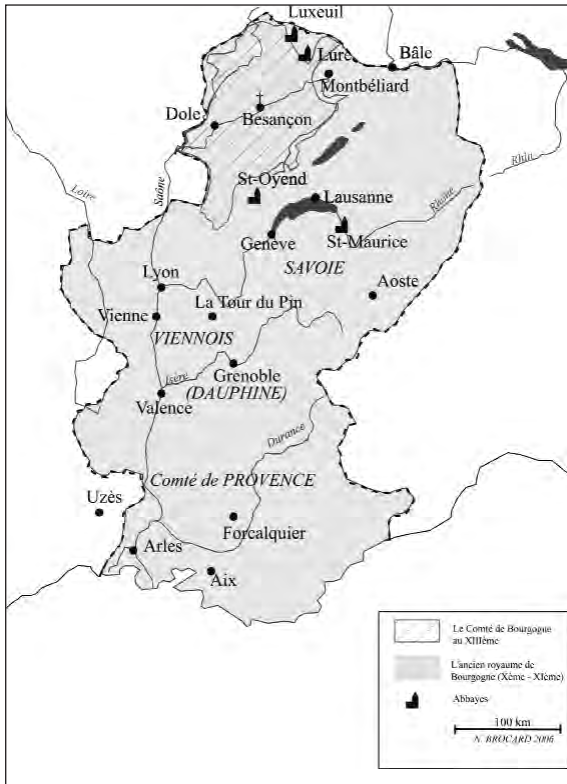 Luxeuil
Lure
Bâle
Montbéliard
Besançon
Dole
St-Oyend
Lausanne
Loire
Saône
Rhin
Rhône
Genève
St-Maurice
SAVOIE
Lyon
Aoste
La Tour du Pin
Vienne
VIENNOIS
Isère
Grenoble
(DAUPHINE)
Valence
Durance
Comté de PROVENCE
Uzès
Forcalquier
Arles
Aix
Le Comté de Bourgogne
au XIIIème
L'ancien royaume de
Bourgogne (Xème - XIème)
Abbayes
100 km
N. BROCARD 2006